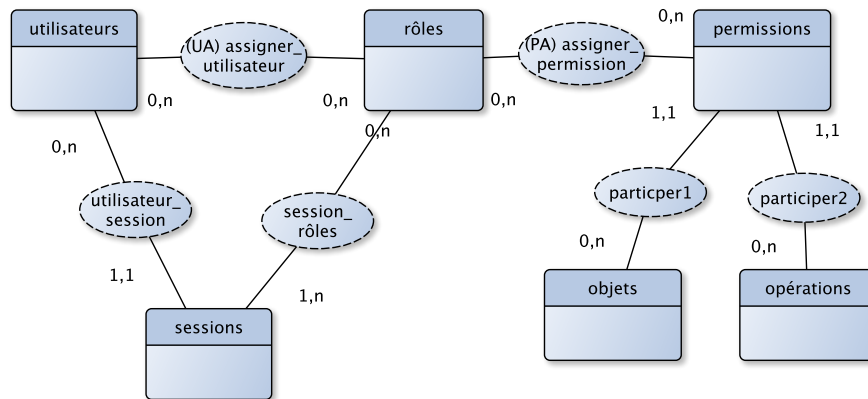 utilisateurs
(UA) assigner_
utilisateur
rôles
(PA) assigner_
permission
0,n
permissions
0,n
0,n
0,n
1,1
1,1
0,n
0,n
utilisateur_
session
session_
rôles
particper1
participer2
0,n
0,n
1,1
1,n
objets
opérations
sessions